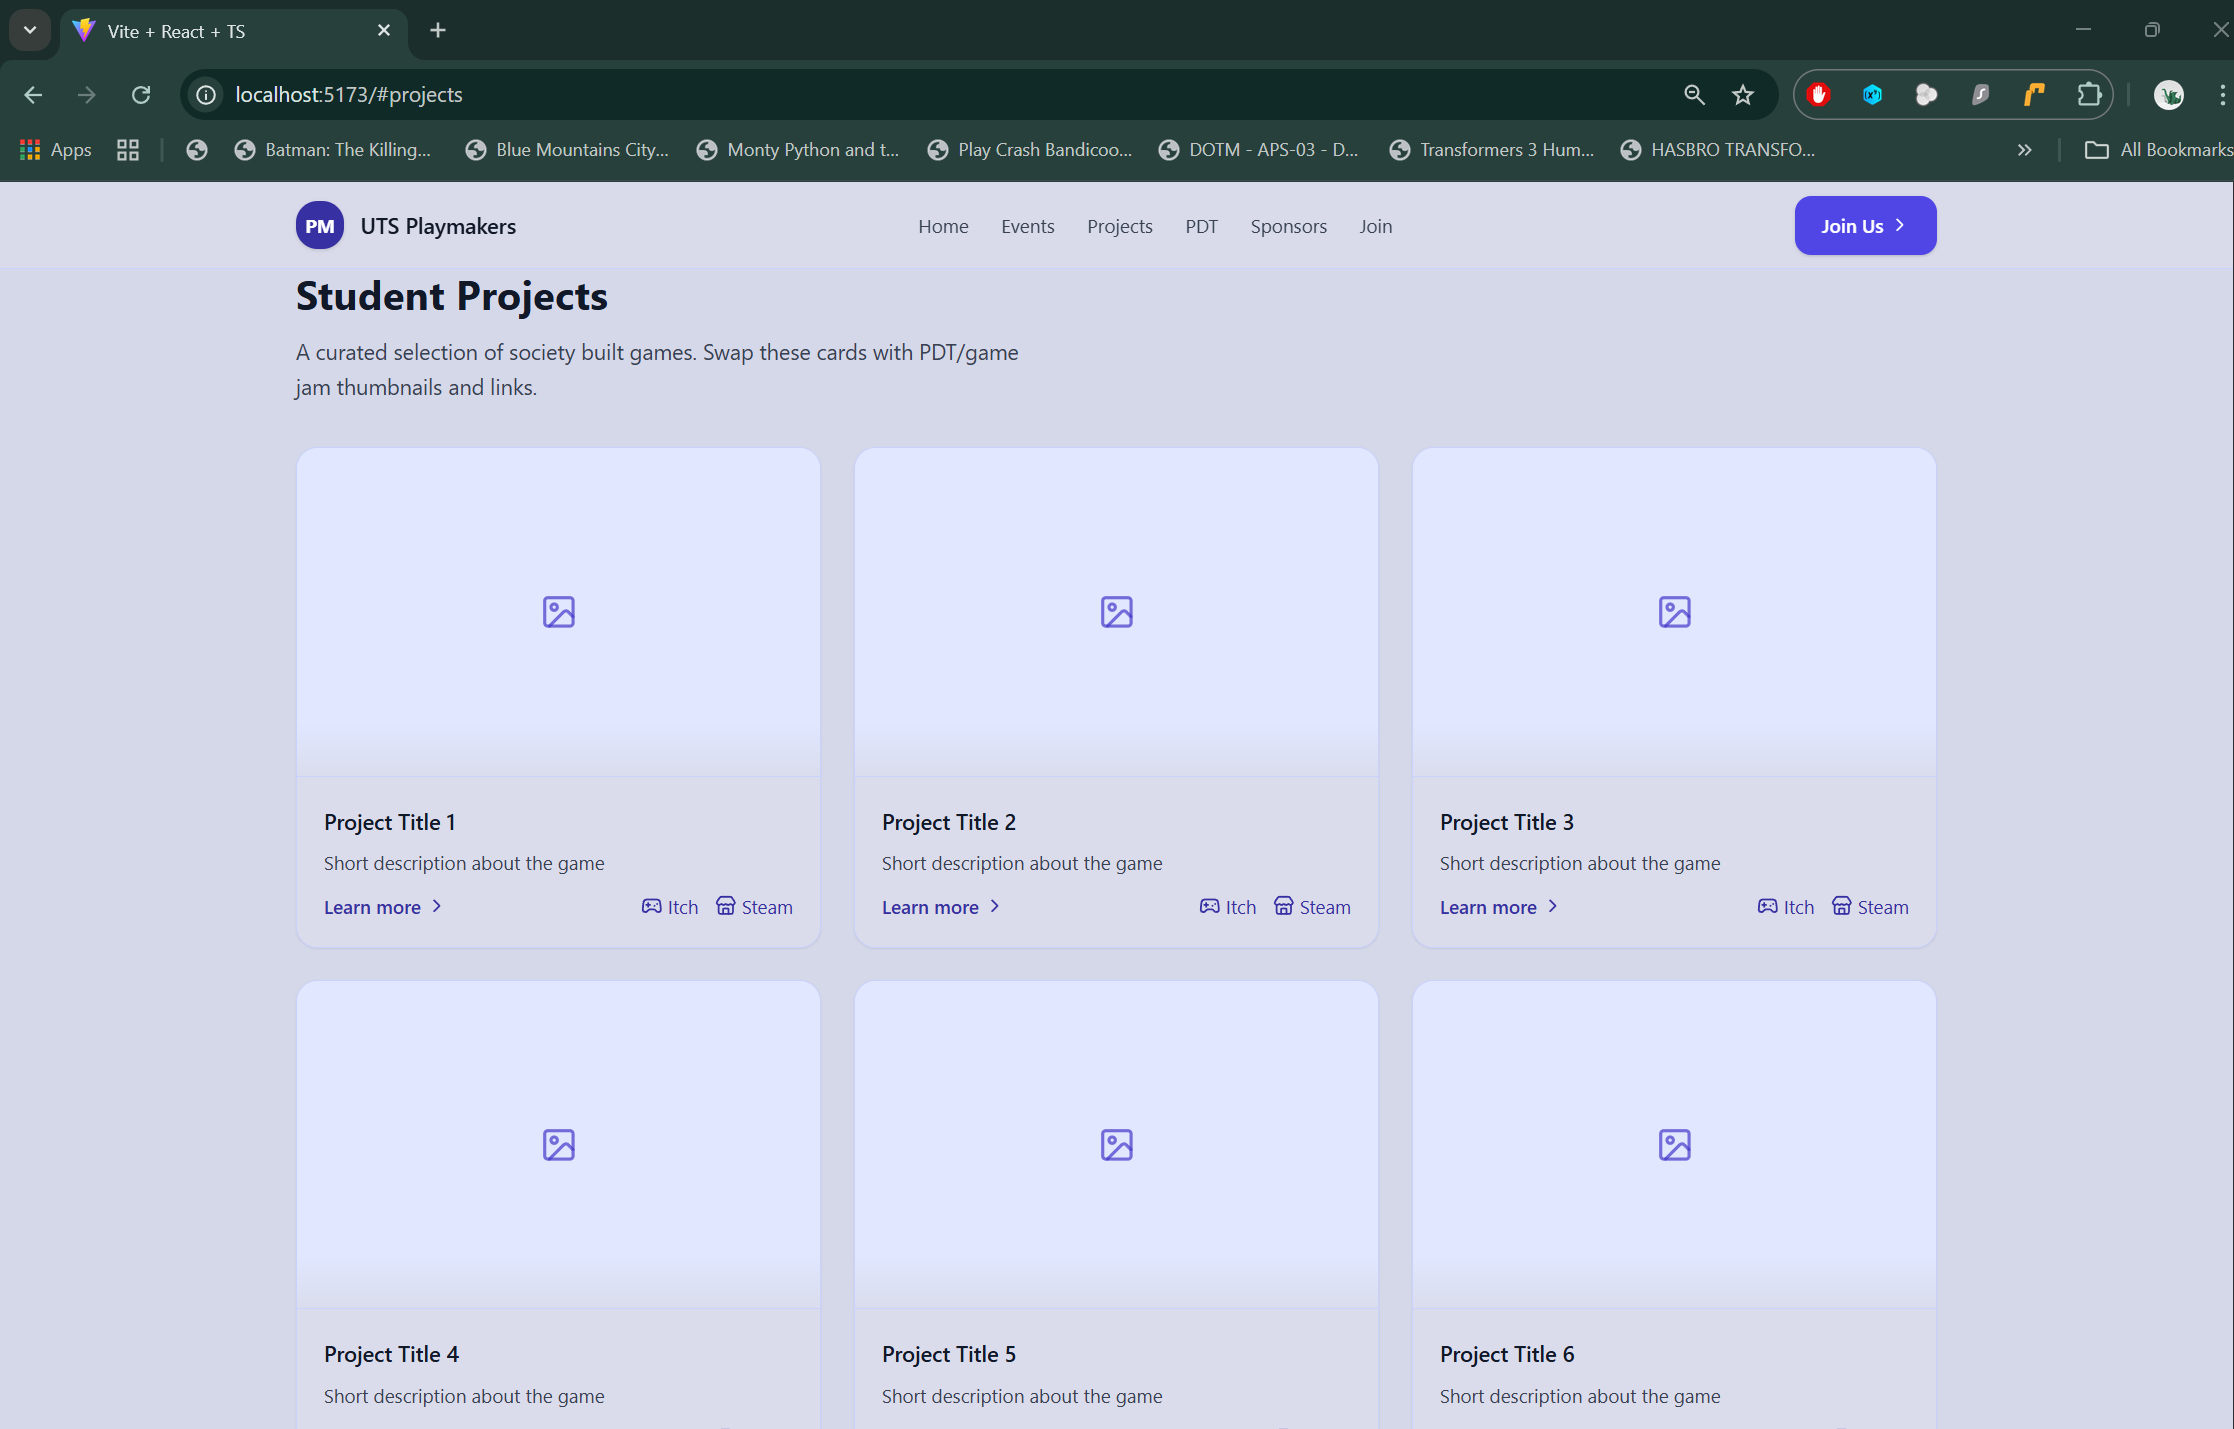 Vite + React + TS
localhost:5173/#projects
Apps
Batman: The Killing...
Blue Mountains City...
Monty Python and t...
Play Crash Bandicoo...
DOTM - APS-03 - D...
Transformers 3 Hum...
HASBRO TRANSFO...
All Bookmarks
PM UTS Playmakers
Home Events Projects PDT Sponsors Join
Join Us
Student Projects
A curated selection of society built games. Swap these cards with PDT/game
jam thumbnails and links.
Project Title 1
Short description about the game
Learn more Itch Steam
Project Title 2
Short description about the game
Learn more Itch Steam
Project Title 3
Short description about the game
Learn more Itch Steam
Project Title 4
Short description about the game
Project Title 5
Short description about the game
Project Title 6
Short description about the game